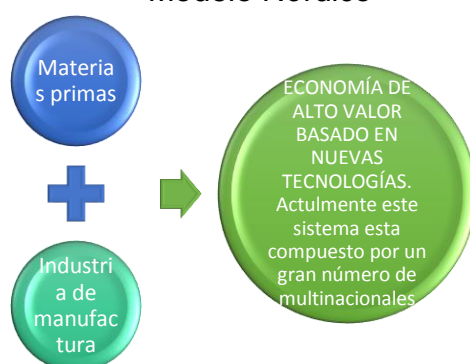 Modelo Nórdico
Materia
s primas
Industri
a de
manufac
tura
ECONOMÍA DE
ALTO VALOR
BASADO EN
NUEVAS
TECNOLOGÍAS.
Actulmente este
sistema esta
compuesto por un
gran número de
multinacionales